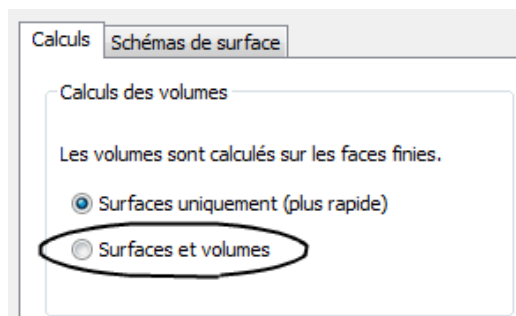 Calculs Schémas de surface
Calculs des volumes
Les volumes sont calculés sur les faces finies.
Surfaces uniquement (plus rapide)
Surfaces et volumes